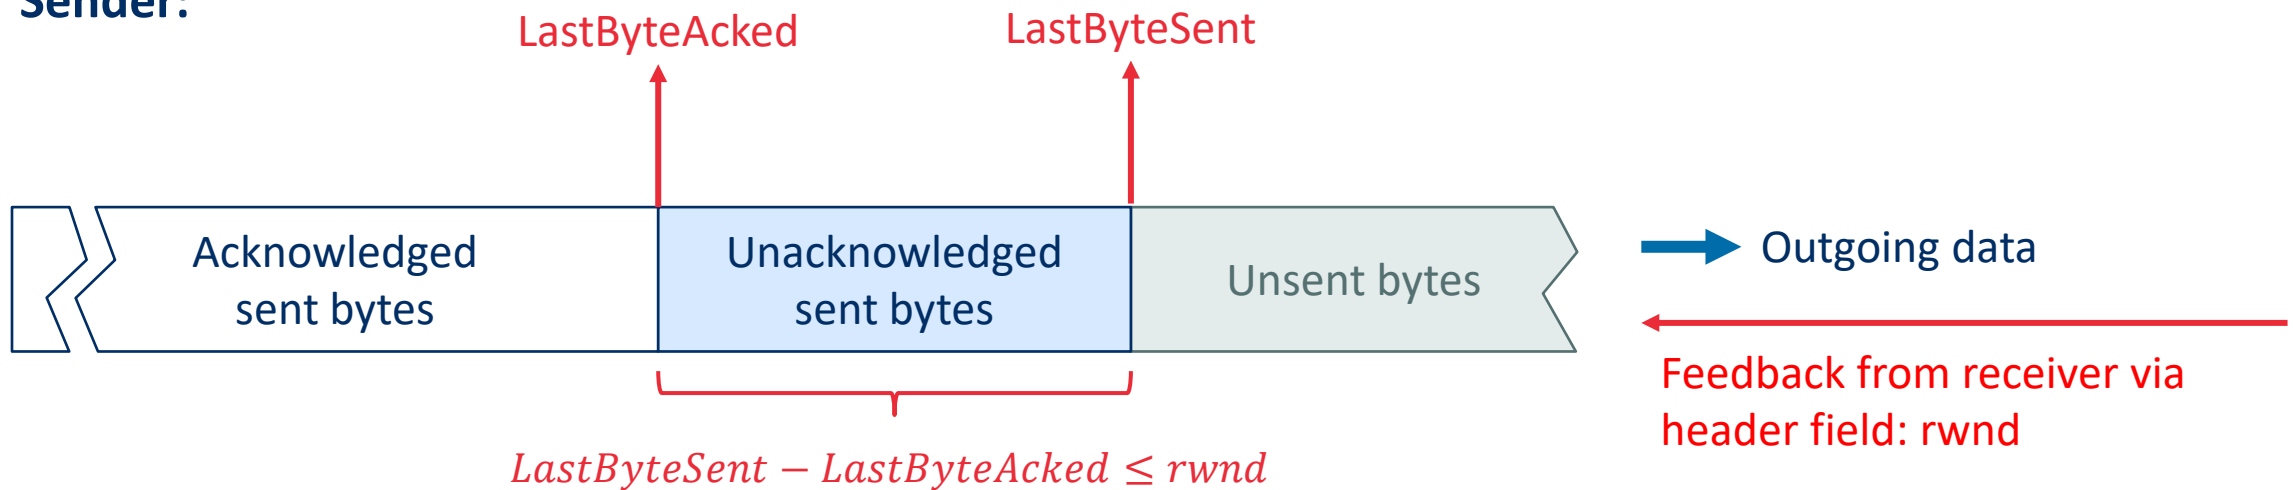 Sender:
LastByteAcked
LastByteSent
Acknowledged
sent bytes
Unacknowledged
sent bytes
Unsent bytes
Outgoing data
Feedback from receiver via
header field: rwnd
LastByteSent − LastByteAcked ≤ rwnd